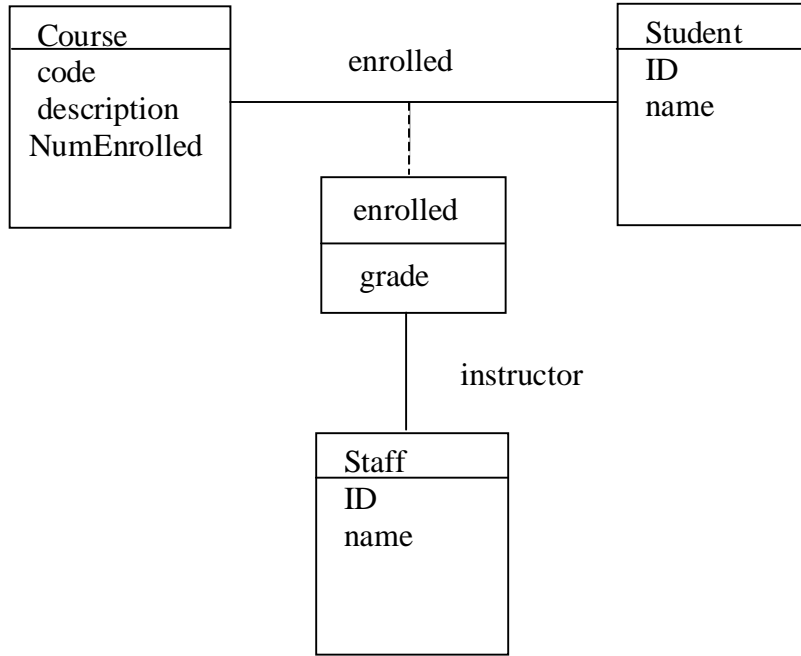 Course
code
description
NumEnrolled
enrolled
Student
ID
name
enrolled
grade
instructor
Staff
ID
name